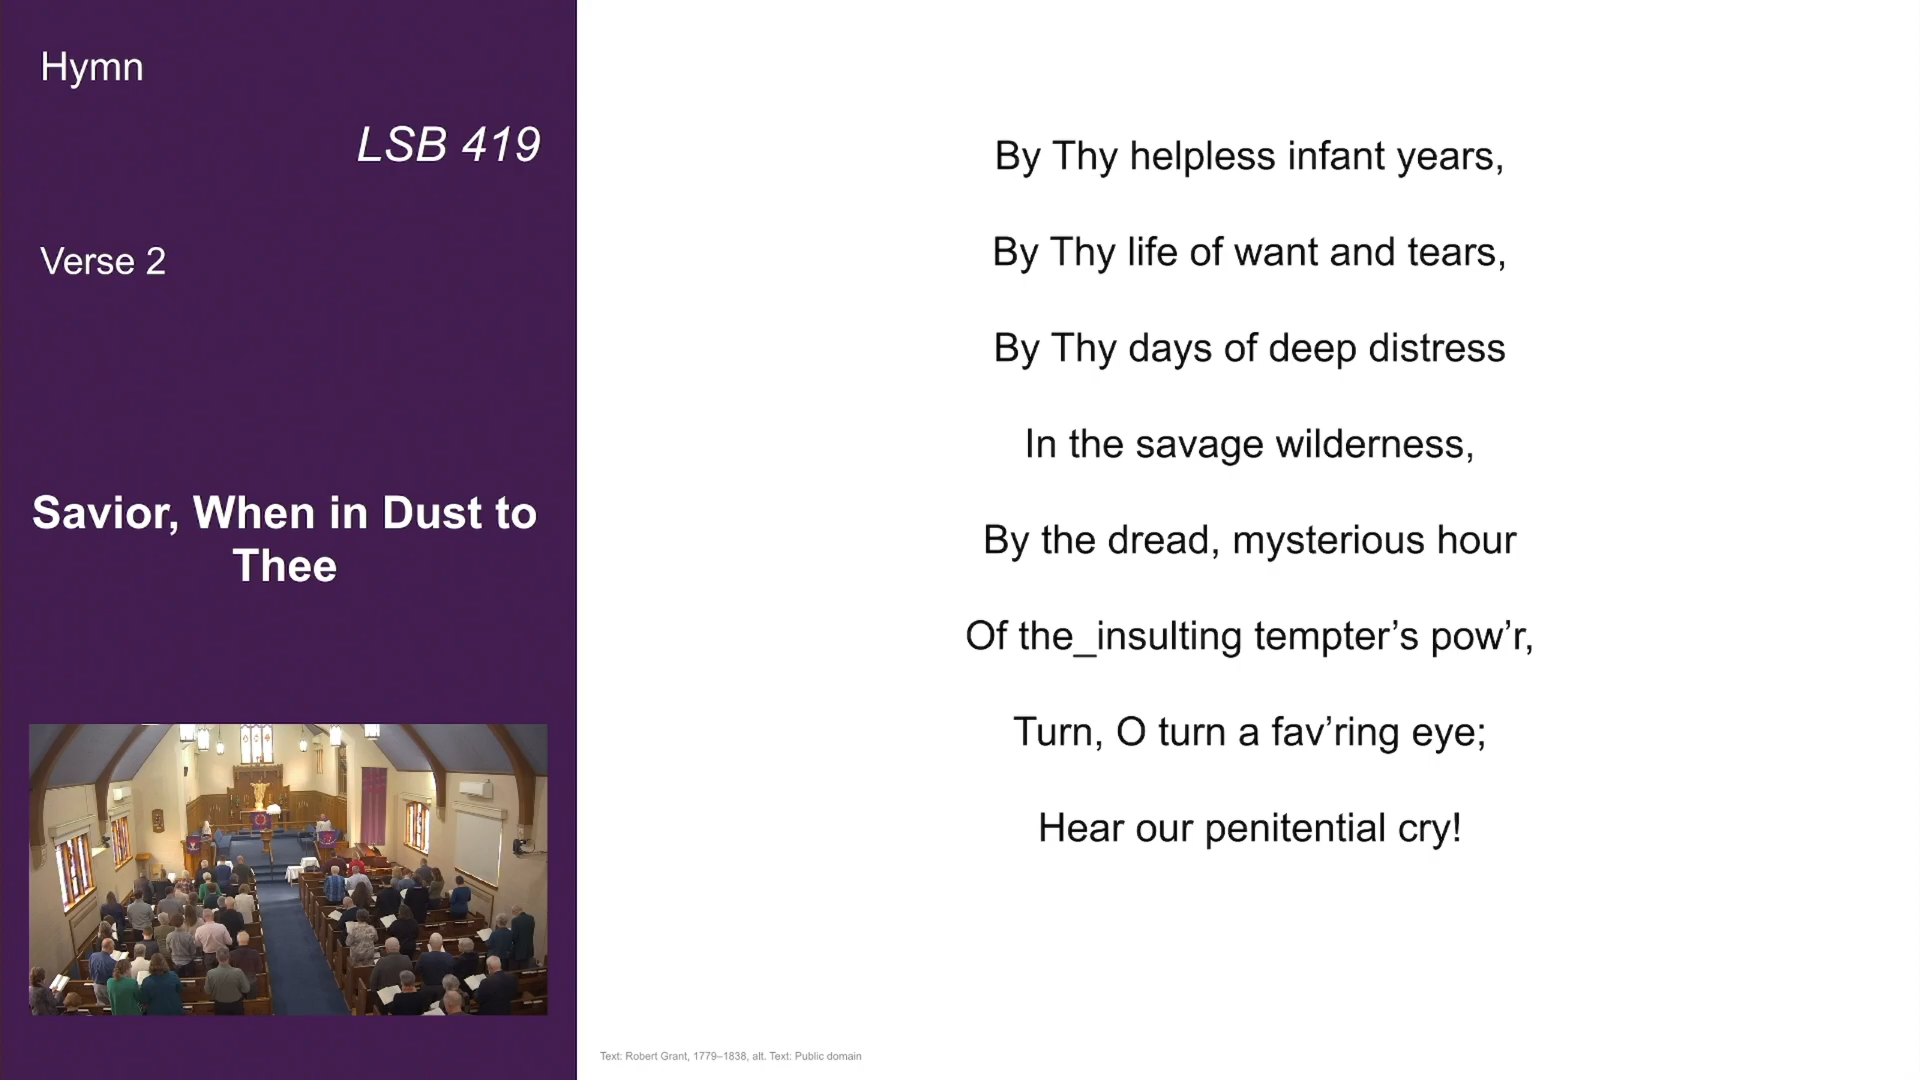 Hymn
LSB 419
Verse 2
Savior, When in Dust to
Thee
By Thy helpless infant years,
By Thy life of want and tears,
By Thy days of deep distress
In the savage wilderness,
By the dread, mysterious hour
Of the_insulting tempter’s pow’r,
Turn, O turn a fav’ring eye;
Hear our penitential cry!
Text: Robert Grant, 1779–1838, alt. Text: Public domain